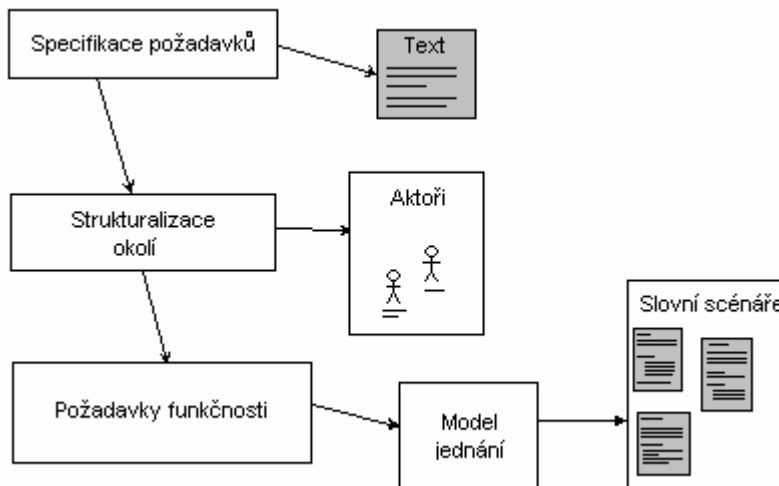 Specifikace požadavků
Text
Strukturalizace
okolí
Aktoři
Požadavky funkčnosti
Model
jednání
Slovní scénáře